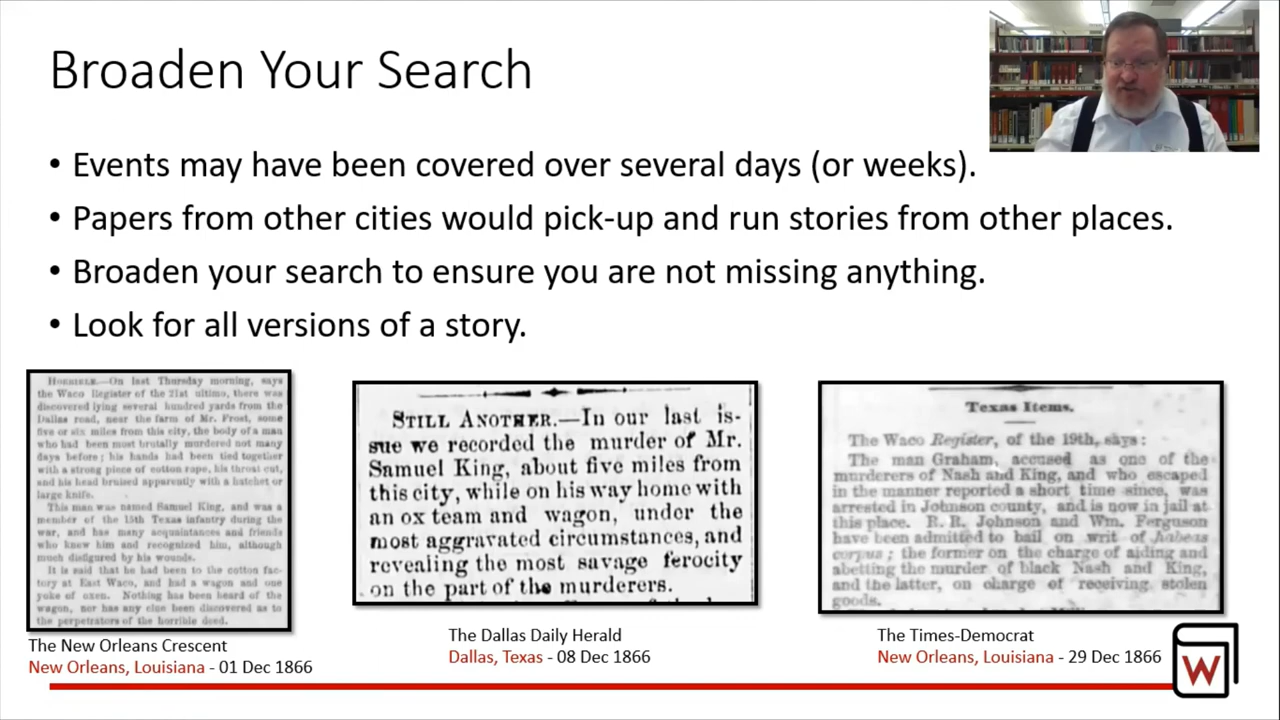 Broaden Your Search
• Events may have been covered over several days (or weeks).
• Papers from other cities would pick-up and run stories from other places.
• Broaden your search to ensure you are not missing anything.
• Look for all versions of a story.
HORRIBLE.—On last Thursday morning, says
the Waco Register of the 21st ultimo, there was
discovered lying several hundred yards from the
Dallas road, near the farm of Mr. Frost, some
five or six miles from this city, the body of a man
who had been most brutally murdered not many
days before; his hands had been tied together
with a strong piece of cotton rope, his throat cut,
and his head bruised apparently with a hatchet or
large knife.
This man was named Samuel King, and was a
member of the 15th Texas infantry during the
war, and has many acquaintances and friends
who knew him and recognized him, although
much disfigured by his wounds.
It is said that he had been to the cotton fac-
tory at East Waco, and had a wagon and one
yoke of oxen. Nothing has been heard of the
wagon, nor has any clue been discovered as to
the perpetrators of the horrible deed.
The New Orleans Crescent
New Orleans, Louisiana - 01 Dec 1866
STILL ANOTHER.—In our last is-
sue we recorded the murder of Mr.
Samuel King, about five miles from
this city, while on his way home with
an ox team and wagon, under the
most aggravated circumstances, and
revealing the most savage ferocity
on the part of the murderers.
The Dallas Daily Herald
Dallas, Texas - 08 Dec 1866
Texas Items.
The Waco Register, of the 19th, says:
The man Graham, accused as one of the
murderers of Nash and King, and who escaped
in the manner reported a short time since, was
arrested in Johnson county, and is now in jail at
this place. R. R. Johnson and Wm. Ferguson
have been admitted to bail on writ of habeas
corpus; the former on the charge of aiding and
abetting the murder of black Nash and King,
and the latter, on charge of receiving stolen
goods.
The Times-Democrat
New Orleans, Louisiana - 29 Dec 1866
W